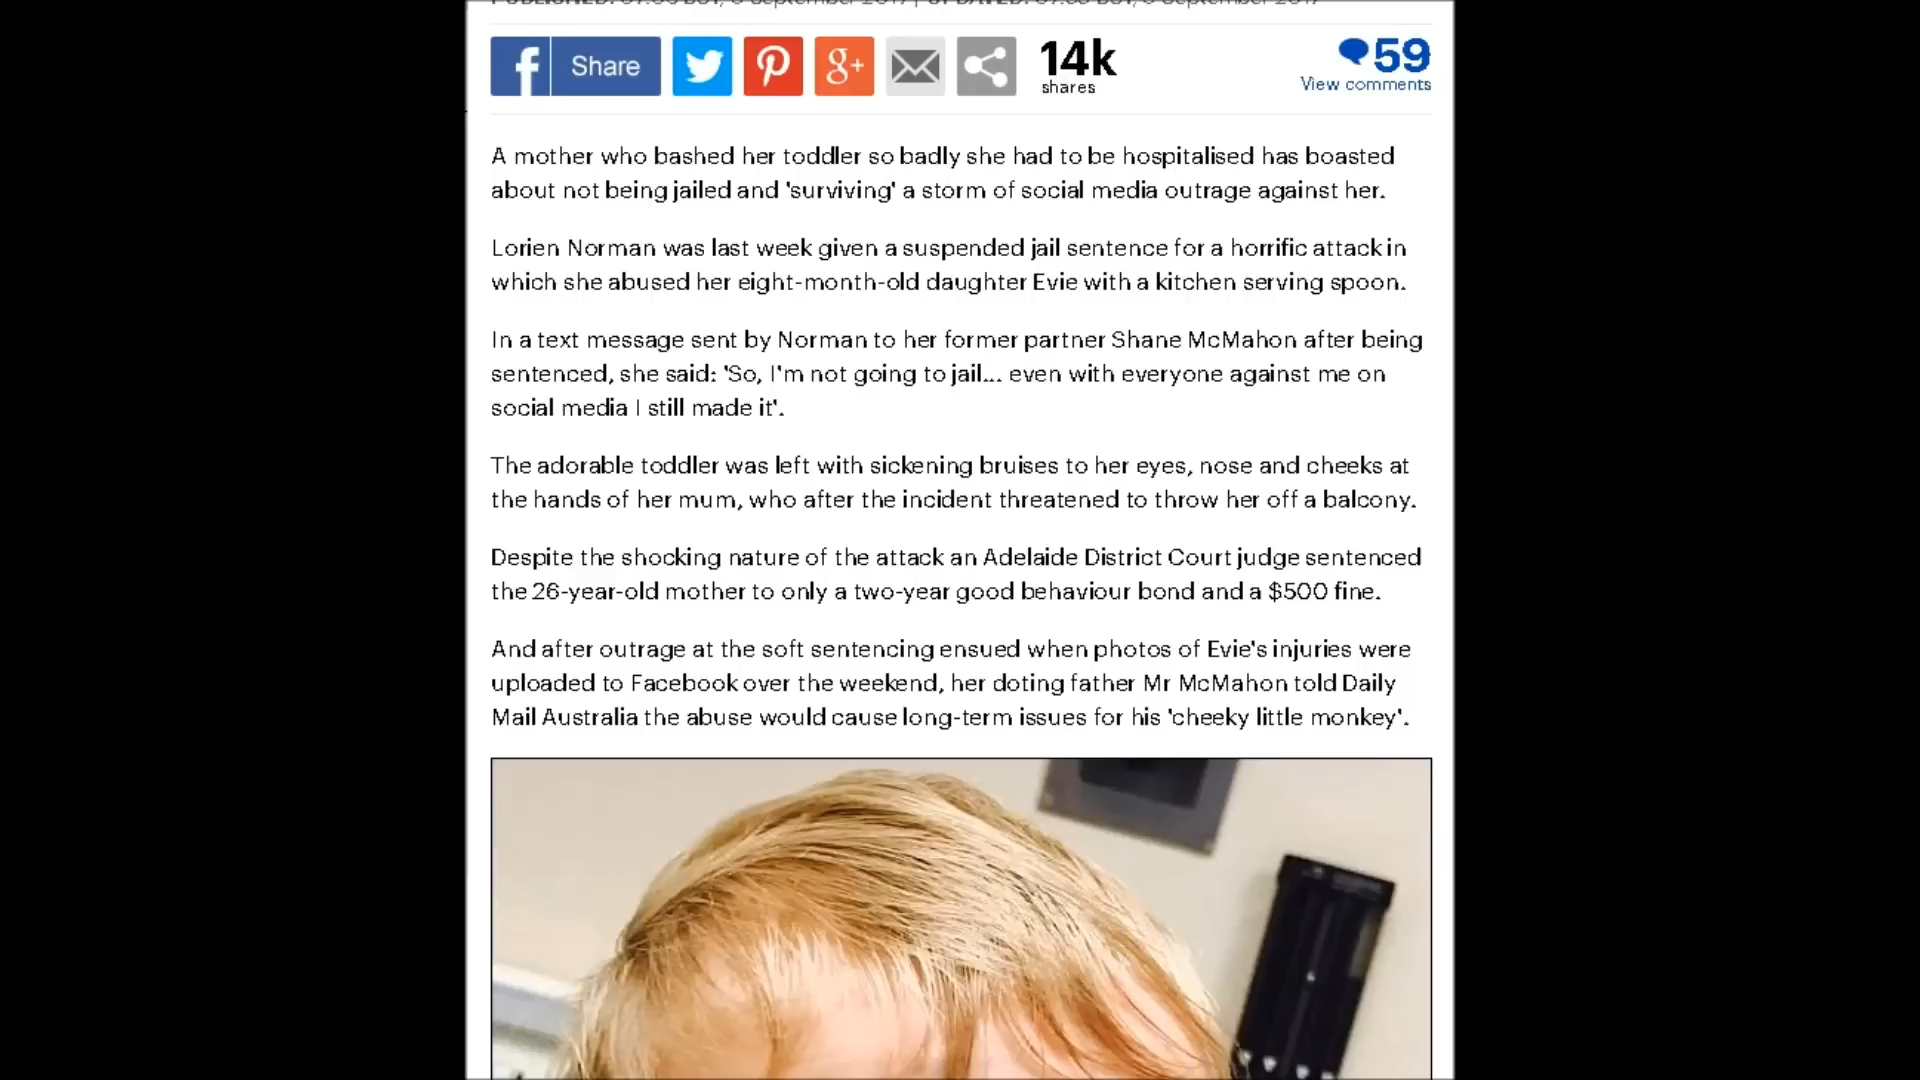 Share
g+
14k
shares
59
View comments
A mother who bashed her toddler so badly she had to be hospitalised has boasted
about not being jailed and 'surviving' a storm of social media outrage against her.
Lorien Norman was last week given a suspended jail sentence for a horrific attack in
which she abused her eight-month-old daughter Evie with a kitchen serving spoon.
In a text message sent by Norman to her former partner Shane McMahon after being
sentenced, she said: 'So, I'm not going to jail... even with everyone against me on
social media I still made it'.
The adorable toddler was left with sickening bruises to her eyes, nose and cheeks at
the hands of her mum, who after the incident threatened to throw her off a balcony.
Despite the shocking nature of the attack an Adelaide District Court judge sentenced
the 26-year-old mother to only a two-year good behaviour bond and a $500 fine.
And after outrage at the soft sentencing ensued when photos of Evie's injuries were
uploaded to Facebook over the weekend, her doting father Mr McMahon told Daily
Mail Australia the abuse would cause long-term issues for his 'cheeky little monkey'.